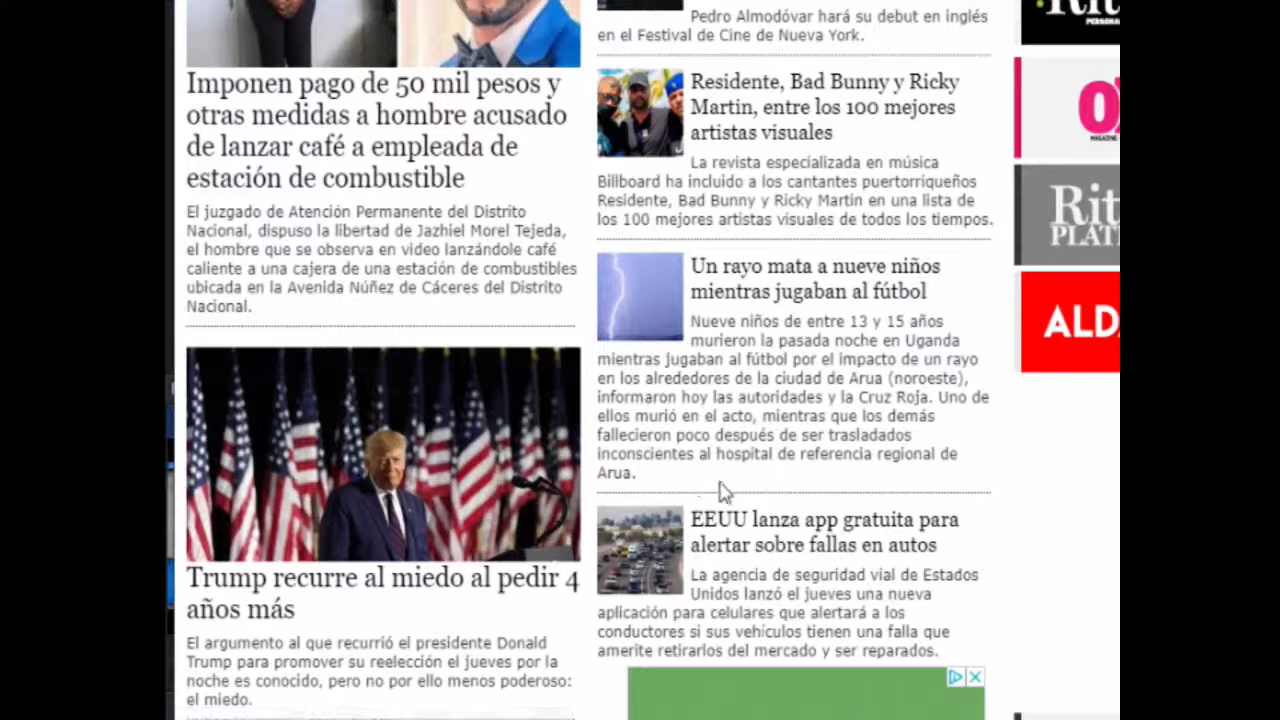 Imponen pago de 50 mil pesos y
otras medidas a hombre acusado
de lanzar café a empleada de
estación de combustible
El juzgado de Atención Permanente del Distrito
Nacional, dispuso la libertad de Jazhiel Morel Tejeda,
el hombre que se observa en video lanzándole café
caliente a una cajera de una estación de combustibles
ubicada en la Avenida Núñez de Cáceres del Distrito
Nacional.
Trump recurre al miedo al pedir 4
años más
El argumento al que recurrió el presidente Donald
Trump para promover su reelección el jueves por la
noche es conocido, pero no por ello menos poderoso:
el miedo.
Pedro Almodóvar hará su debut en inglés
en el Festival de Cine de Nueva York.
Residente, Bad Bunny y Ricky
Martin, entre los 100 mejores
artistas visuales
La revista especializada en música
Billboard ha incluido a los cantantes puertorriqueños
Residente, Bad Bunny y Ricky Martin en una lista de
los 100 mejores artistas visuales de todos los tiempos.
Un rayo mata a nueve niños
mientras jugaban al fútbol
Nueve niños de entre 13 y 15 años
murieron la pasada noche en Uganda
mientras jugaban al fútbol por el impacto de un rayo
en los alrededores de la ciudad de Arua (noroeste),
informaron hoy las autoridades y la Cruz Roja. Uno de
ellos murió en el acto, mientras que los demás
fallecieron poco después de ser trasladados
inconscientes al hospital de referencia regional de
Arua.
EEUU lanza app gratuita para
alertar sobre fallas en autos
La agencia de seguridad vial de Estados
Unidos lanzó el jueves una nueva
aplicación para celulares que alertará a los
conductores si sus vehículos tienen una falla que
amerite retirarlos del mercado y ser reparados.
Rit
PLAT
ALD